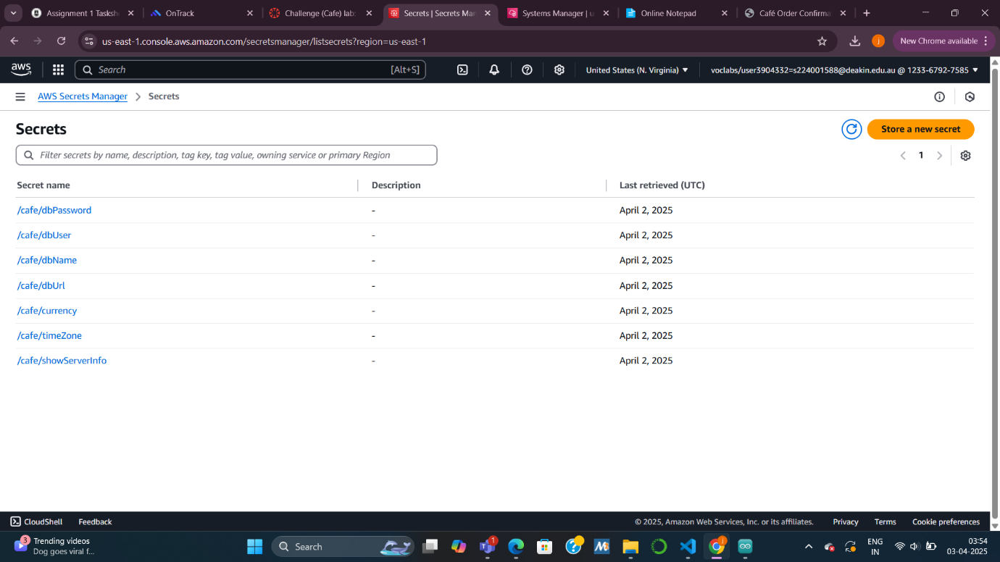 Assignment 1 Tasksh
OnTrack
Challenge (Cafe) lab:
Secrets | Secrets Mar
Systems Manager | u
Online Notepad
Café Order Confirma
us-east-1.console.aws.amazon.com/secretsmanager/listsecrets?region=us-east-1
j
New Chrome available
aws
Search
[Alt+S]
United States (N. Virginia)
voclabs/user3904332=s224001588@deakin.edu.au @ 1233-6792-7585
AWS Secrets Manager
Secrets
Secrets
Store a new secret
Filter secrets by name, description, tag key, tag value, owning service or primary Region
1
Secret name Description Last retrieved (UTC)
/cafe/dbPassword - April 2, 2025
/cafe/dbUser - April 2, 2025
/cafe/dbName - April 2, 2025
/cafe/dbUrl - April 2, 2025
/cafe/currency - April 2, 2025
/cafe/timeZone - April 2, 2025
/cafe/showServerInfo - April 2, 2025
CloudShell Feedback
© 2025, Amazon Web Services, Inc. or its affiliates. Privacy Terms Cookie preferences
3
Trending videos
Dog goes viral f...
Search
1
j
ENG
IN
03:54
03-04-2025